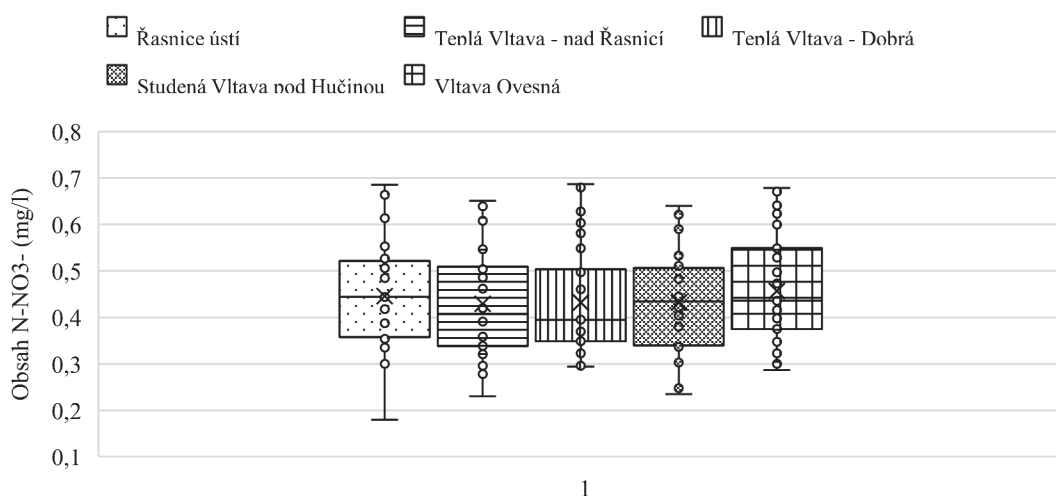 Řasnice ústí
Teplá Vltava - nad Řasnicí
Teplá Vltava - Dobrá
Studená Vltava pod Hučinou
Vltava Ovesná
Obsah N-NO3- (mg/l)
0,8
0,7
0,6
0,5
0,4
0,3
0,2
0,1
1